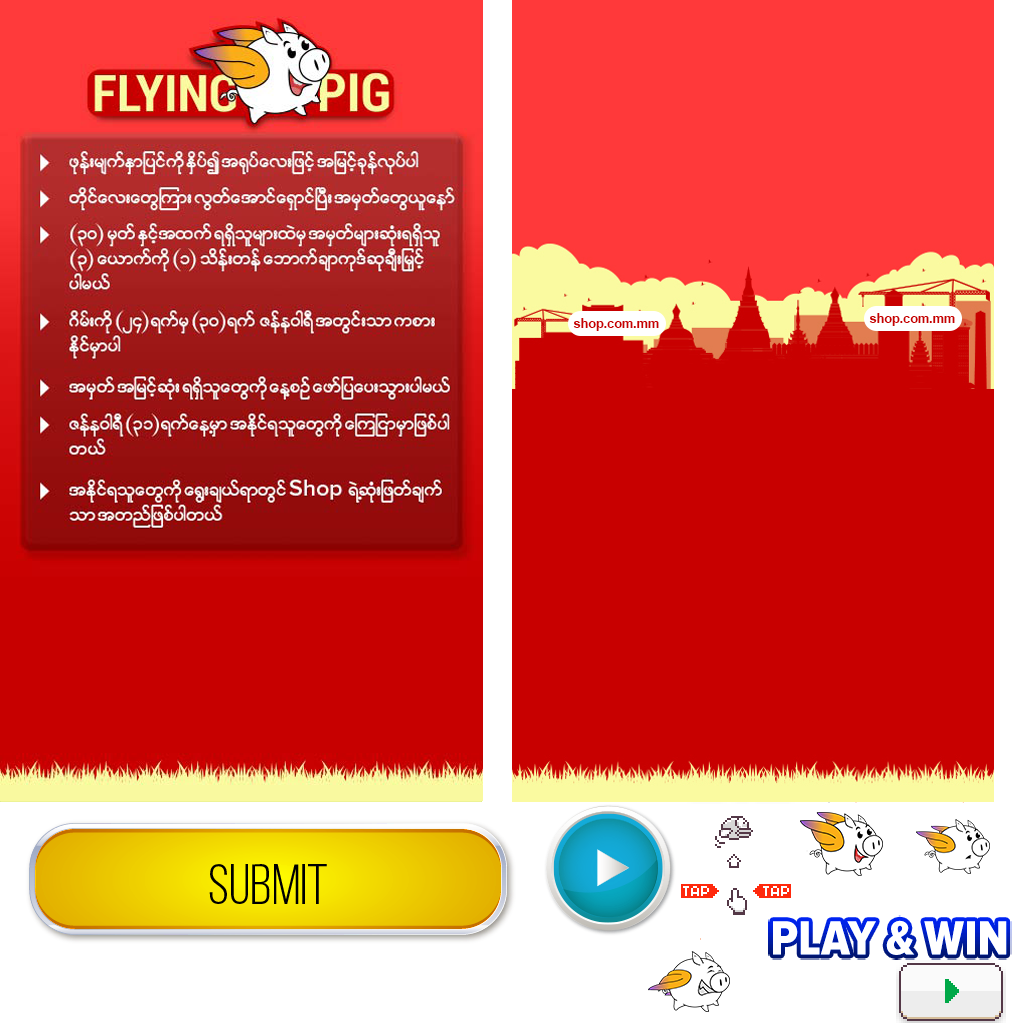 FLYING PIG
ဖုန်းမျက်နှာပြင်ကို နှိပ်၍ အရုပ်လေးဖြင့် အမြင့်ခုန်လုပ်ပါ
တိုင်လေးတွေကြား လွတ်အောင်ရှောင်ပြီး အမှတ်တွေယူနော်
(၃၀) မှတ် နှင့်အထက် ရရှိသူများထဲမှ အမှတ်များဆုံးရရှိသူ
(၃) ယောက်ကို (၁) သိန်းတန် ဘောက်ချာကုဒ်ဆုချီးမြှင့်
ပါမယ်
ဂိမ်းကို (၂၄)ရက်မှ (၃၀)ရက် ဇန်နဝါရီအတွင်းသာ ကစား
နိုင်မှာပါ
အမှတ် အမြင့်ဆုံး ရရှိသူတွေကို နေ့စဉ် ဖော်ပြပေးသွားပါမယ်
ဇန်နဝါရီ (၃၁)ရက်နေ့မှာ အနိုင်ရသူတွေကို ကြေငြာမှာဖြစ်ပါ
တယ်
အနိုင်ရသူတွေကို ရွေးချယ်ရာတွင် Shop ရဲ့ဆုံးဖြတ်ချက်
သာ အတည်ဖြစ်ပါတယ်
shop.com.mm
shop.com.mm
SUBMIT
TAP
TAP
PLAY & WIN